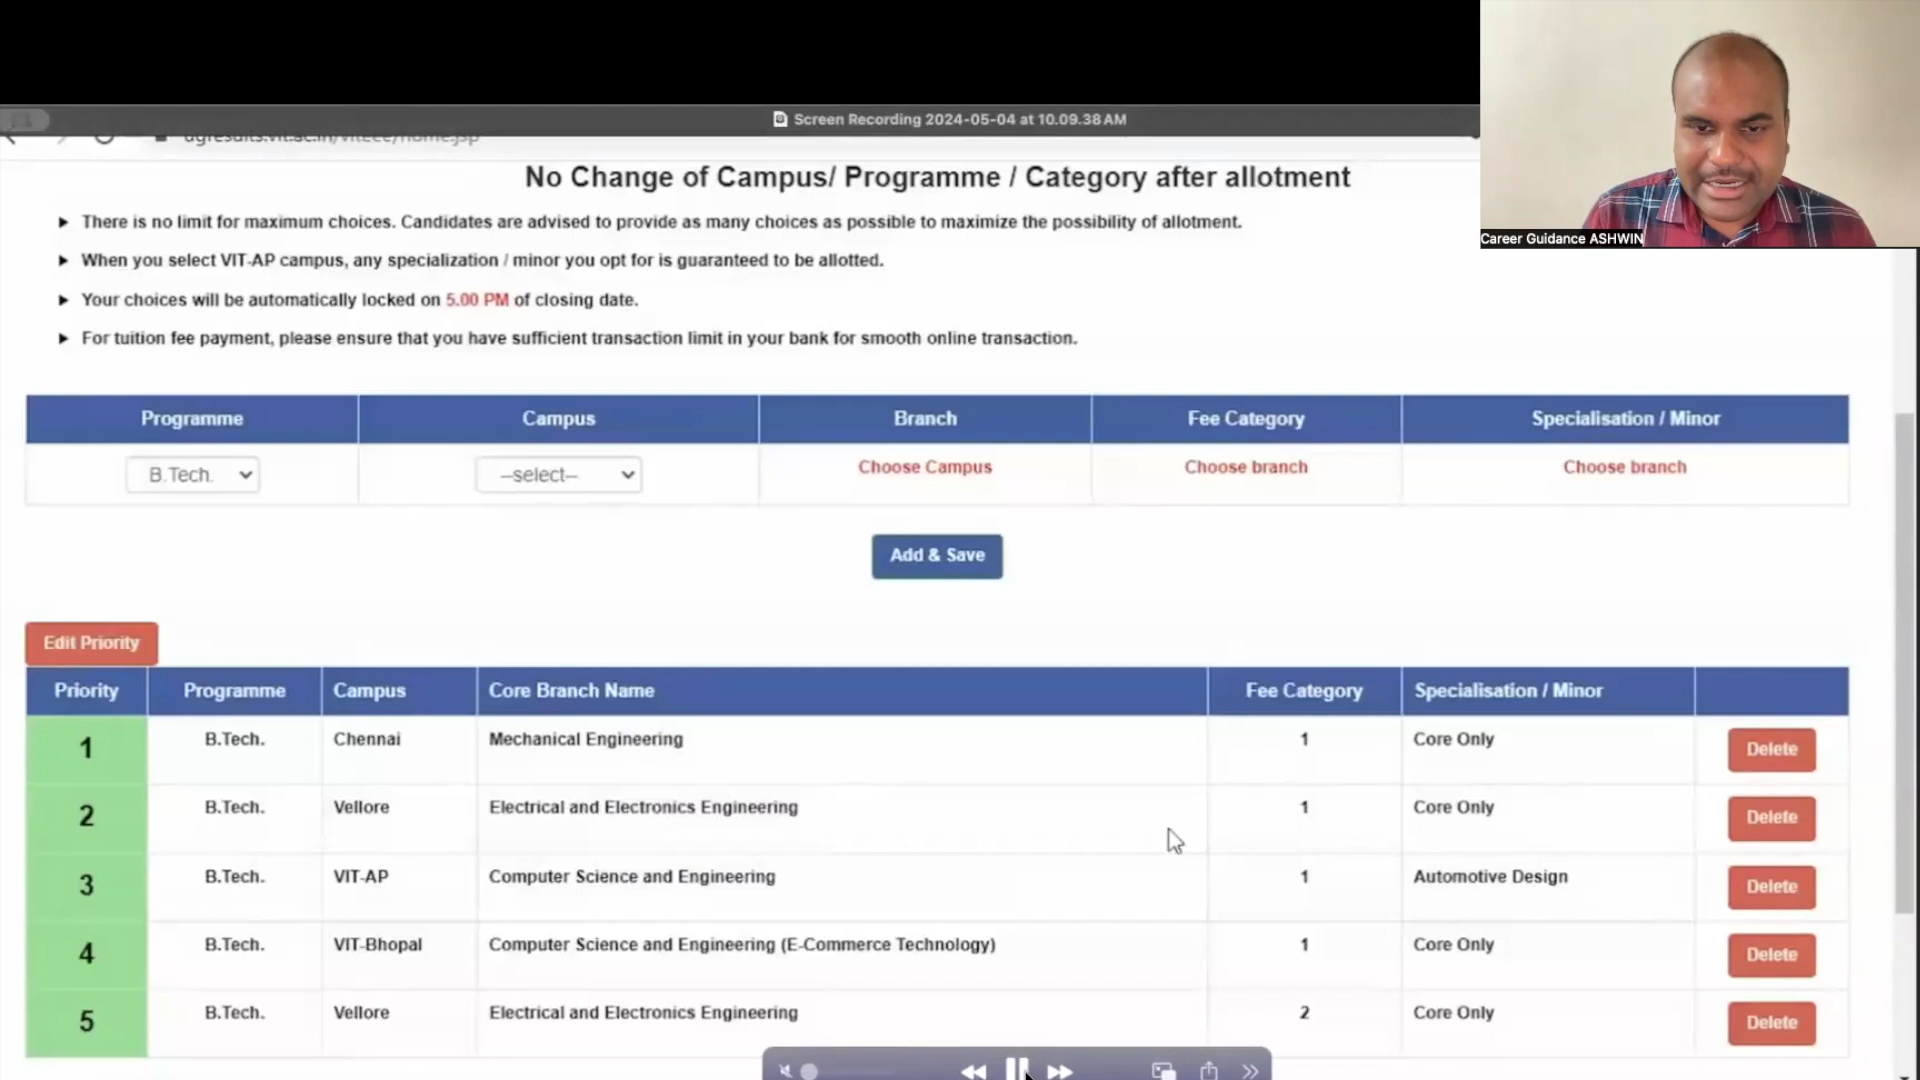 Screen Recording 2024-05-04 at 10.09.38 AM
ugresults.vit.ac.in/viteee/home.jsp
Career Guidance ASHWIN
No Change of Campus/ Programme / Category after allotment
There is no limit for maximum choices. Candidates are advised to provide as many choices as possible to maximize the possibility of allotment.
When you select VIT-AP campus, any specialization / minor you opt for is guaranteed to be allotted.
Your choices will be automatically locked on 5.00 PM of closing date.
For tuition fee payment, please ensure that you have sufficient transaction limit in your bank for smooth online transaction.
Programme Campus Branch Fee Category Specialisation / Minor
B.Tech. --select-- Choose Campus Choose branch Choose branch
Add & Save
Edit Priority
Priority Programme Campus Core Branch Name Fee Category Specialisation / Minor
1 B.Tech. Chennai Mechanical Engineering 1 Core Only Delete
2 B.Tech. Vellore Electrical and Electronics Engineering 1 Core Only Delete
3 B.Tech. VIT-AP Computer Science and Engineering 1 Automotive Design Delete
4 B.Tech. VIT-Bhopal Computer Science and Engineering (E-Commerce Technology) 1 Core Only Delete
5 B.Tech. Vellore Electrical and Electronics Engineering 2 Core Only Delete